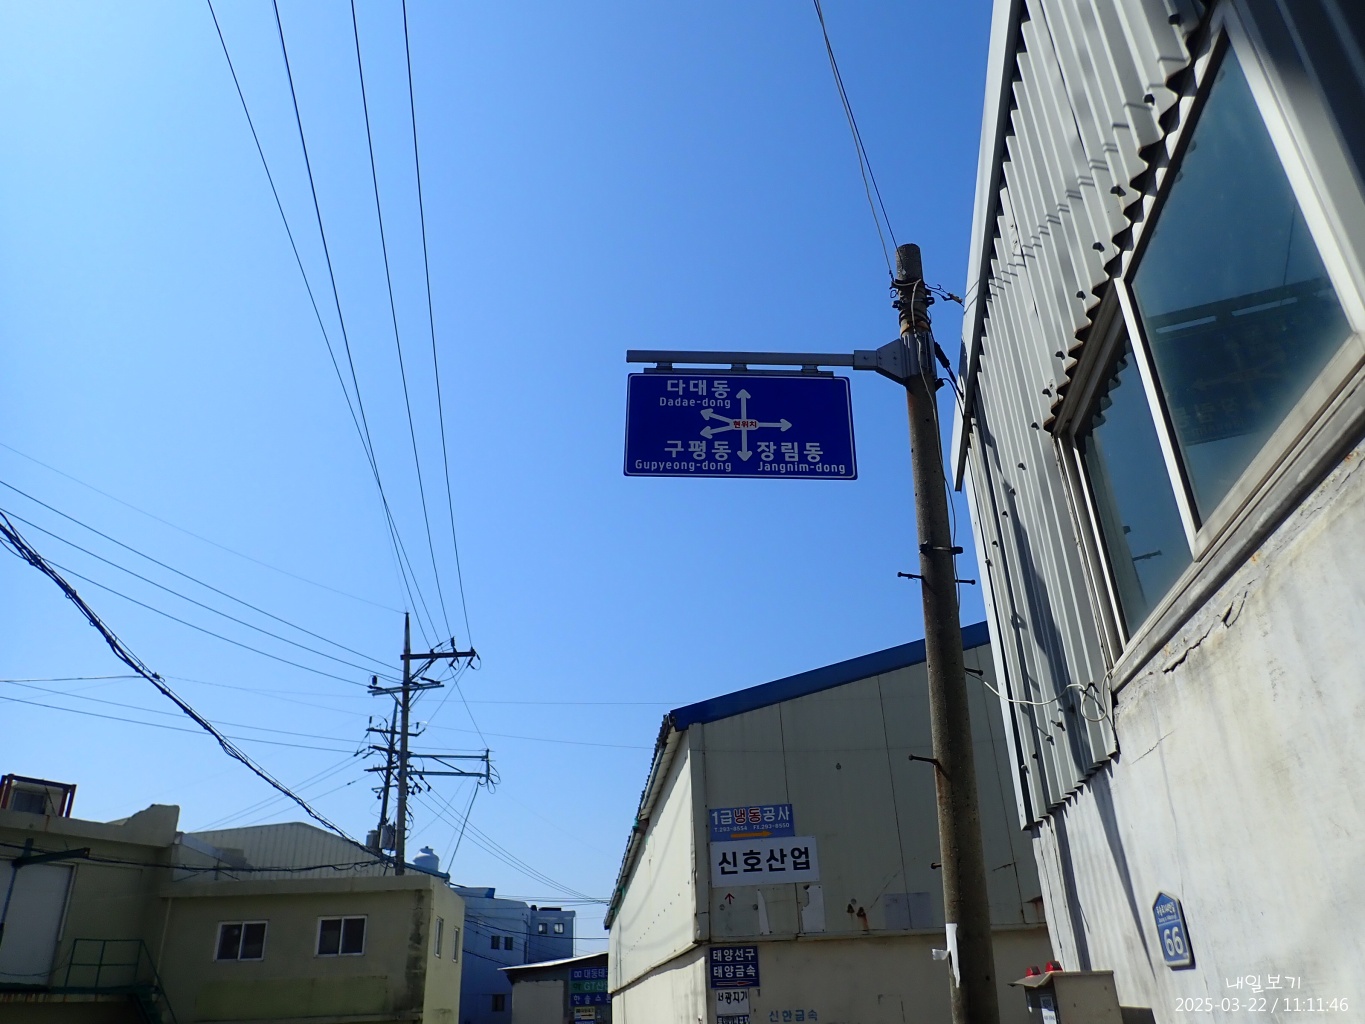 다대동
Dadae-dong
현위치
구평동
Gupyeong-dong
장림동
Jangnim-dong
1급냉동공사
신호산업
태양선구
태양금속
신한금속
66
내일보기
2025-03-22 / 11:11:46